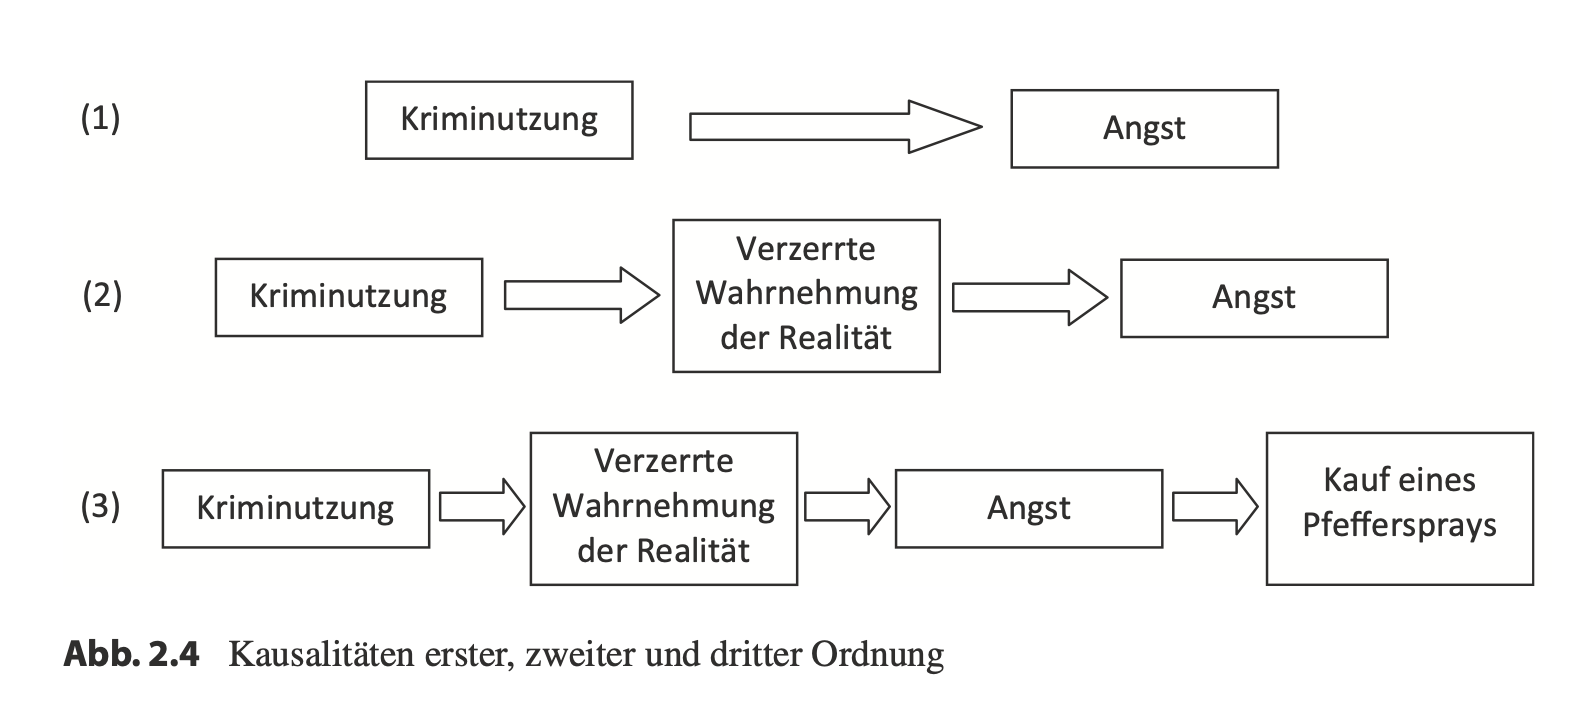 (1)
Kriminutzung
Angst
(2)
Kriminutzung
Verzerrte
Wahrnehmung
der Realität
Angst
(3)
Kriminutzung
Verzerrte
Wahrnehmung
der Realität
Angst
Kauf eines
Pfeffersprays
Abb. 2.4 Kausalitäten erster, zweiter und dritter Ordnung